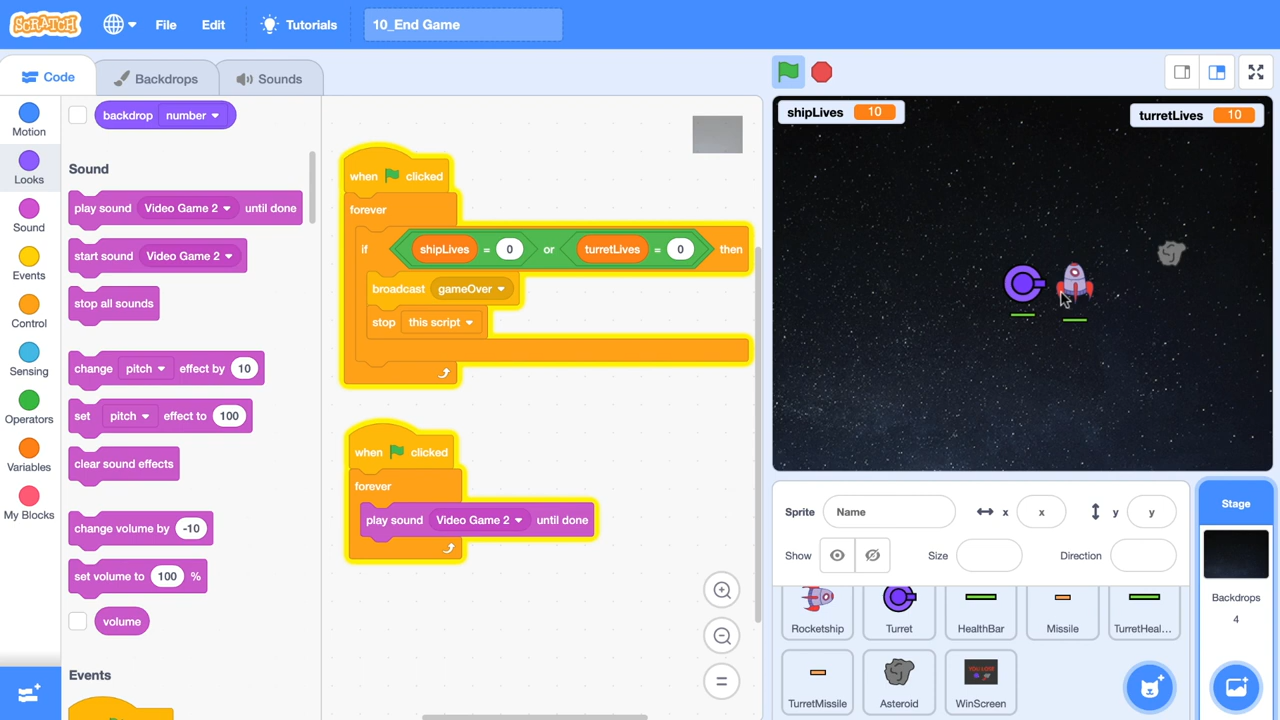 SCRATCH File Edit Tutorials 10_End Game
Code Backdrops Sounds
Motion
Looks
Sound
Events
Control
Sensing
Operators
Variables
My Blocks
backdrop number
Sound
play sound Video Game 2 until done
start sound Video Game 2
stop all sounds
change pitch effect by 10
set pitch effect to 100
clear sound effects
change volume by -10
set volume to 100 %
volume
Events
when clicked
forever
if shipLives = 0 or turretLives = 0 then
broadcast gameOver
stop this script
when clicked
forever
play sound Video Game 2 until done
shipLives 10
turretLives 10
Sprite Name x x y y
Show Size Direction
Rocketship Turret HealthBar Missile TurretHeal...
YOU LOSE
TurretMissile Asteroid WinScreen
Stage
Backdrops
4